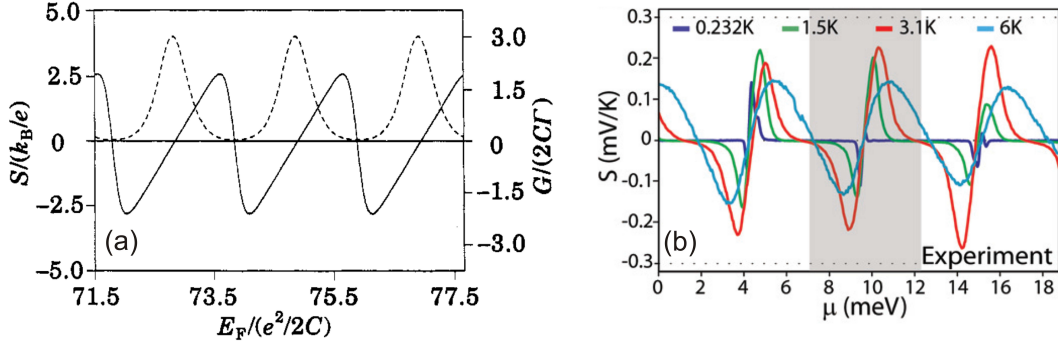 5.0
2.5
0
-2.5
-5.0
S/(k_B/e)
(a)
3.0
1.5
0
-1.5
-3.0
G/(2CΓ)
71.5 73.5 75.5 77.5
E_F/(e²/2C)
0.3
0.2
0.1
0
-0.1
-0.2
-0.3
S (mV/K)
0.232K 1.5K 3.1K 6K
(b)
Experiment
0 2 4 6 8 10 12 14 16 18
μ (meV)